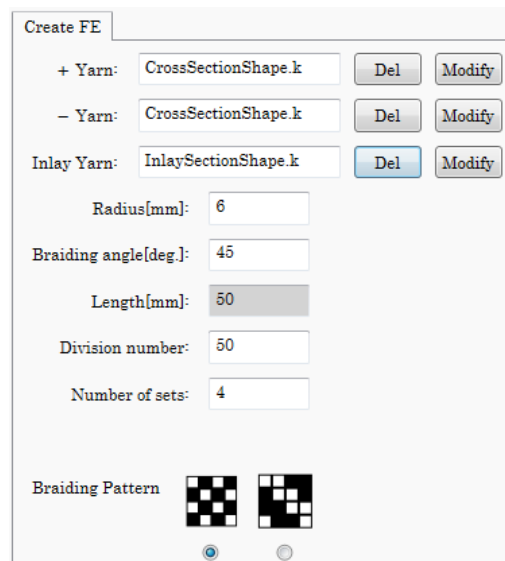 Create FE
+ Yarn: CrossSectionShape.k Del Modify
− Yarn: CrossSectionShape.k Del Modify
Inlay Yarn: InlaySectionShape.k Del Modify
Radius[mm]: 6
Braiding angle[deg.]: 45
Length[mm]: 50
Division number: 50
Number of sets: 4
Braiding Pattern